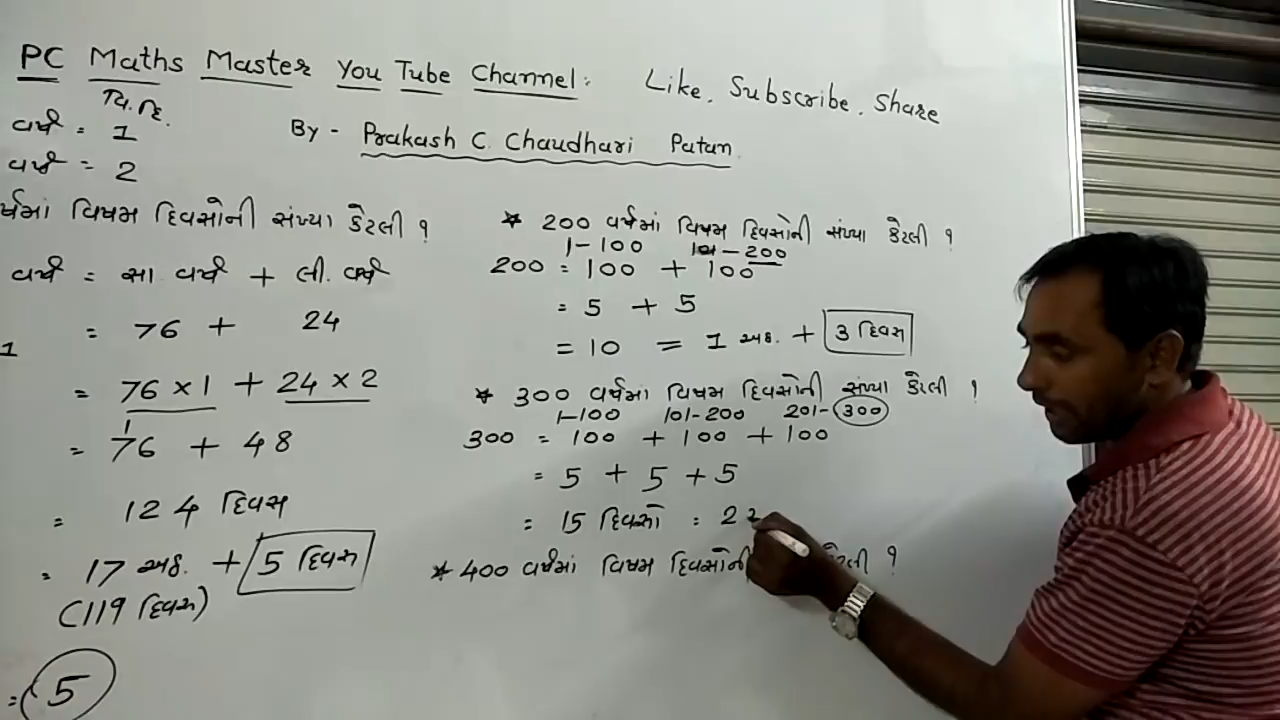 PC Maths Master You Tube Channel: Like. Subscribe. Share
By - Prakash C. Chaudhari Patan
વિ. દિ.
વર્ષ = 1
વર્ષ = 2
ર્ષમાં વિષમ દિવસોની સંખ્યા કેટલી ?
વર્ષ = સા વર્ષ + લી. વર્ષ
= 76 + 24
1
= 76 × 1 + 24 × 2
= 76 + 48
= 124 દિવસ
= 17 અઠ. + 5 દિવસ
(119 દિવસ)
= 5
* 200 વર્ષમાં વિષમ દિવસોની સંખ્યા કેટલી ?
1-100 101-200
200 = 100 + 100
= 5 + 5
= 10 = 1 અઠ. + 3 દિવસ
* 300 વર્ષમાં વિષમ દિવસોની સંખ્યા કેટલી ?
1-100 101-200 201-300
300 = 100 + 100 + 100
= 5 + 5 + 5
= 15 દિવસો = 2
* 400 વર્ષમાં વિષમ દિવસોની ?